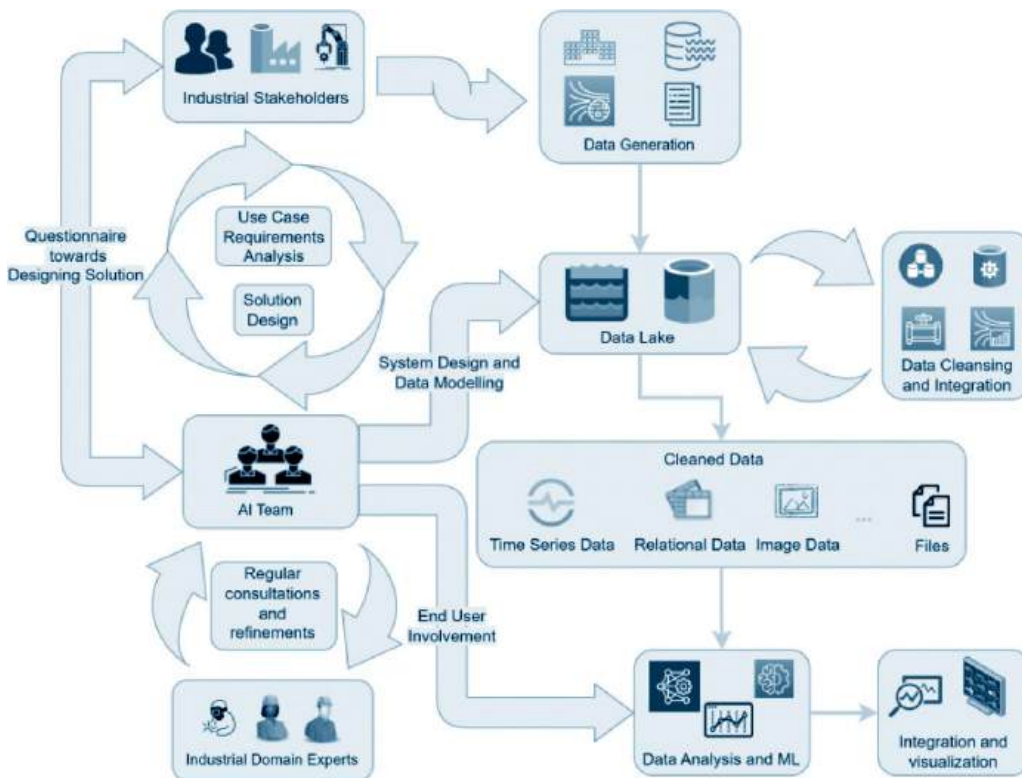 Industrial Stakeholders
Data Generation
Questionnaire
towards
Designing Solution
Use Case
Requirements
Analysis
Solution
Design
System Design and
Data Modelling
Data Lake
Data Cleansing
and Integration
AI Team
Cleaned Data
Time Series Data
Relational Data
Image Data
...
Files
Regular
consultations
and
refinements
End User
Involvement
Industrial Domain Experts
Data Analysis and ML
Integration and
visualization